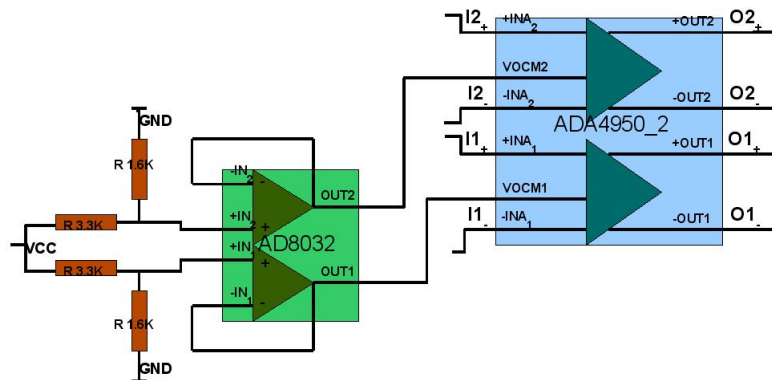 I2+ +INA2 +OUT2 O2+
VOCM2
I2- -INA2 -OUT2 O2-
ADA4950_2
I1+ +INA1 +OUT1 O1+
VOCM1
I1- -INA1 -OUT1 O1-
GND
R 1.6K
-IN2
OUT2
R 3.3K
+IN2
+
VCC
AD8032
+IN
+
R 3.3K
OUT1
-IN1
-
R 1.6K
GND